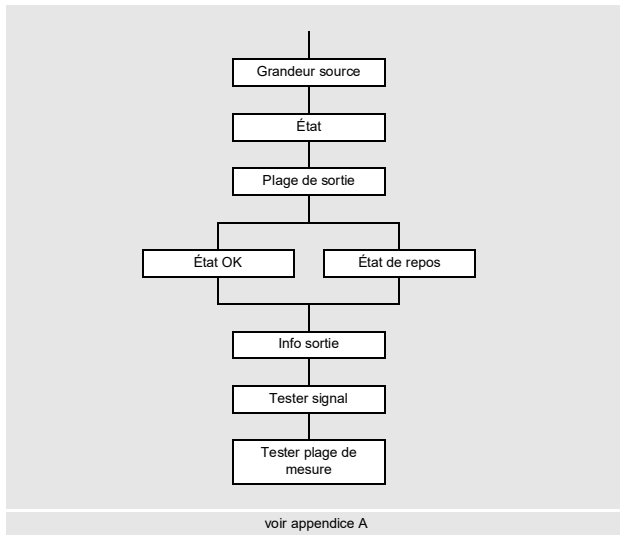 Grandeur source
État
Plage de sortie
État OK
État de repos
Info sortie
Tester signal
Tester plage de
mesure
voir appendice A